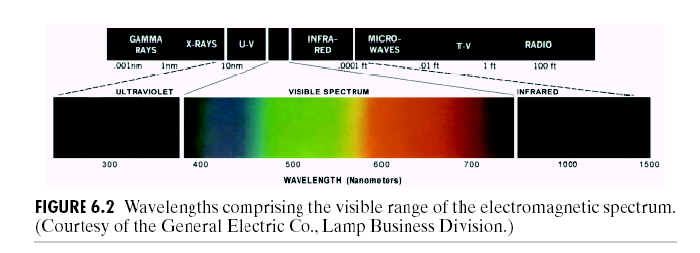 GAMMA RAYS X-RAYS U-V INFRA-RED MICRO-WAVES T-V RADIO
.001nm 1nm 10nm .0001 ft .01 ft 1 ft 100 ft
ULTRAVIOLET VISIBLE SPECTRUM INFRARED
300 400 500 600 700 1000 1500
WAVELENGTH (Nanometers)
FIGURE 6.2 Wavelengths comprising the visible range of the electromagnetic spectrum.
(Courtesy of the General Electric Co., Lamp Business Division.)